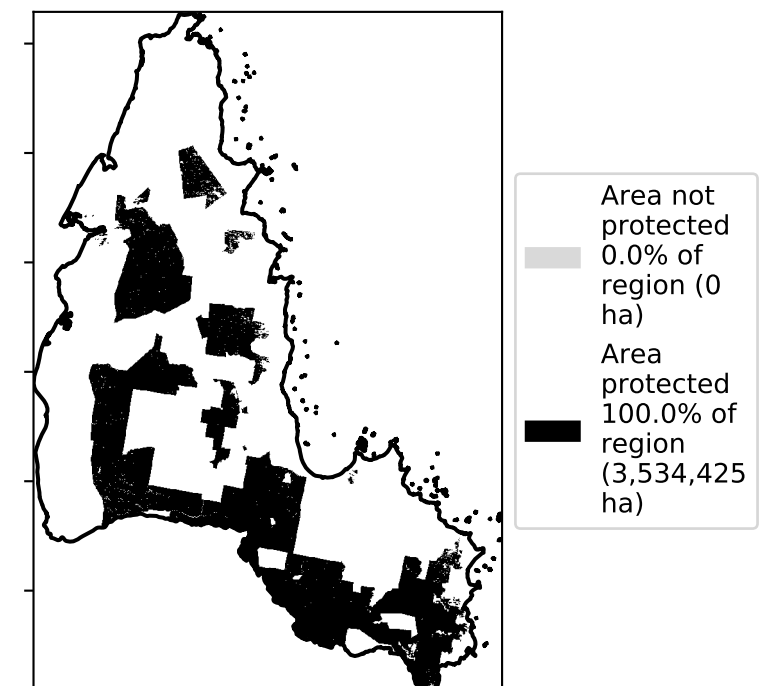 Area not
protected
0.0% of
region (0
ha)
Area
protected
100.0% of
region
(3,534,425
ha)